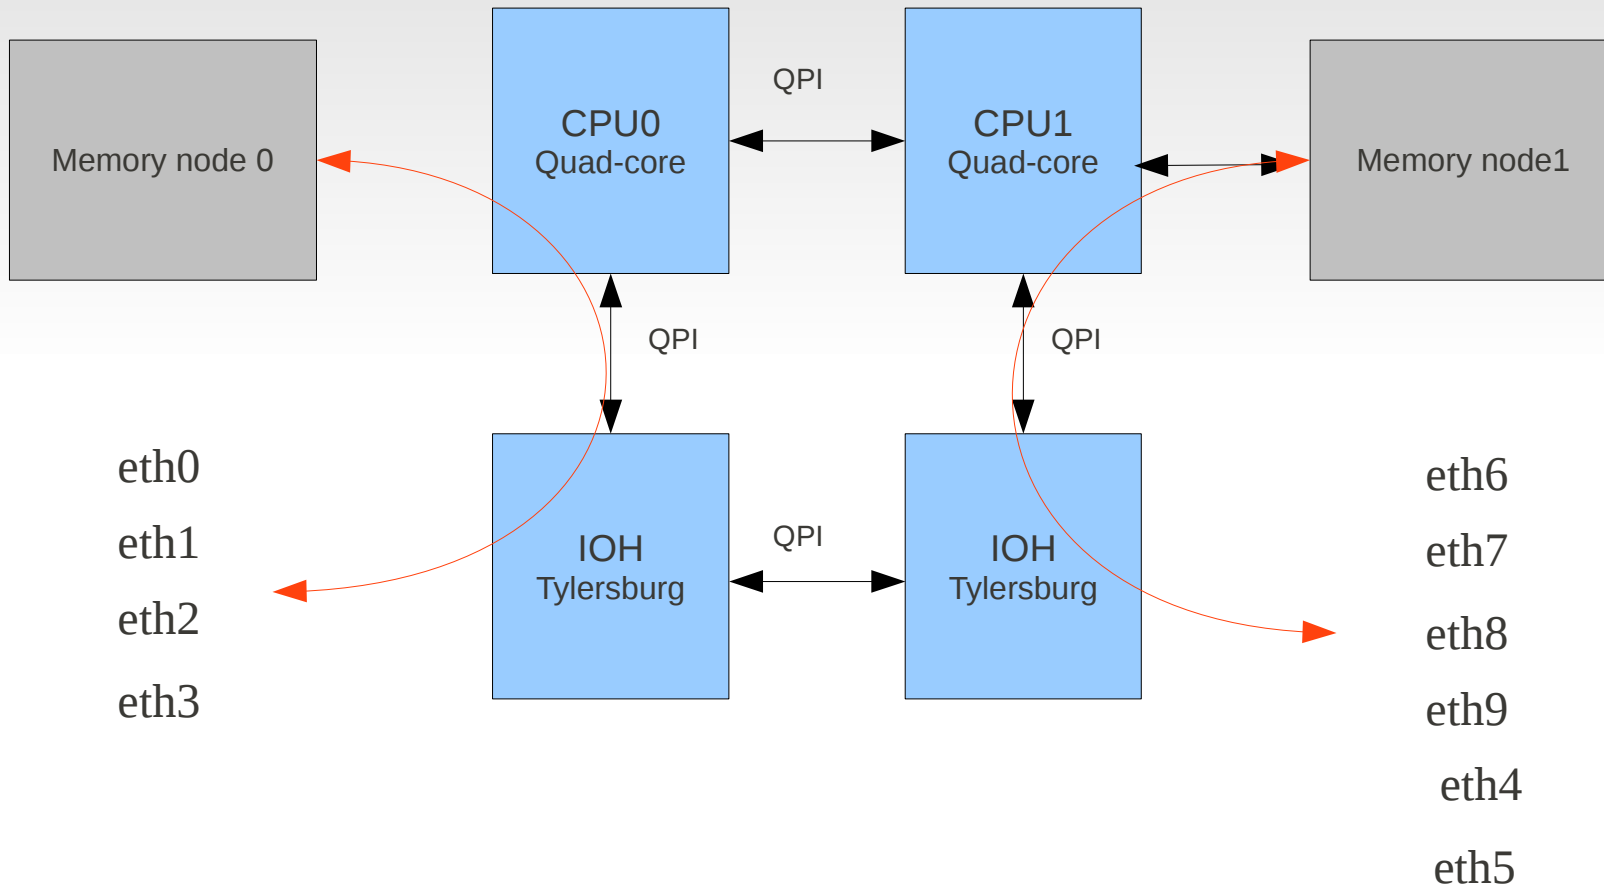 QPI
CPU0
Quad-core
CPU1
Quad-core
Memory node 0
Memory node1
QPI
QPI
eth0
eth1
eth2
eth3
QPI
IOH
Tylersburg
IOH
Tylersburg
eth6
eth7
eth8
eth9
eth4
eth5